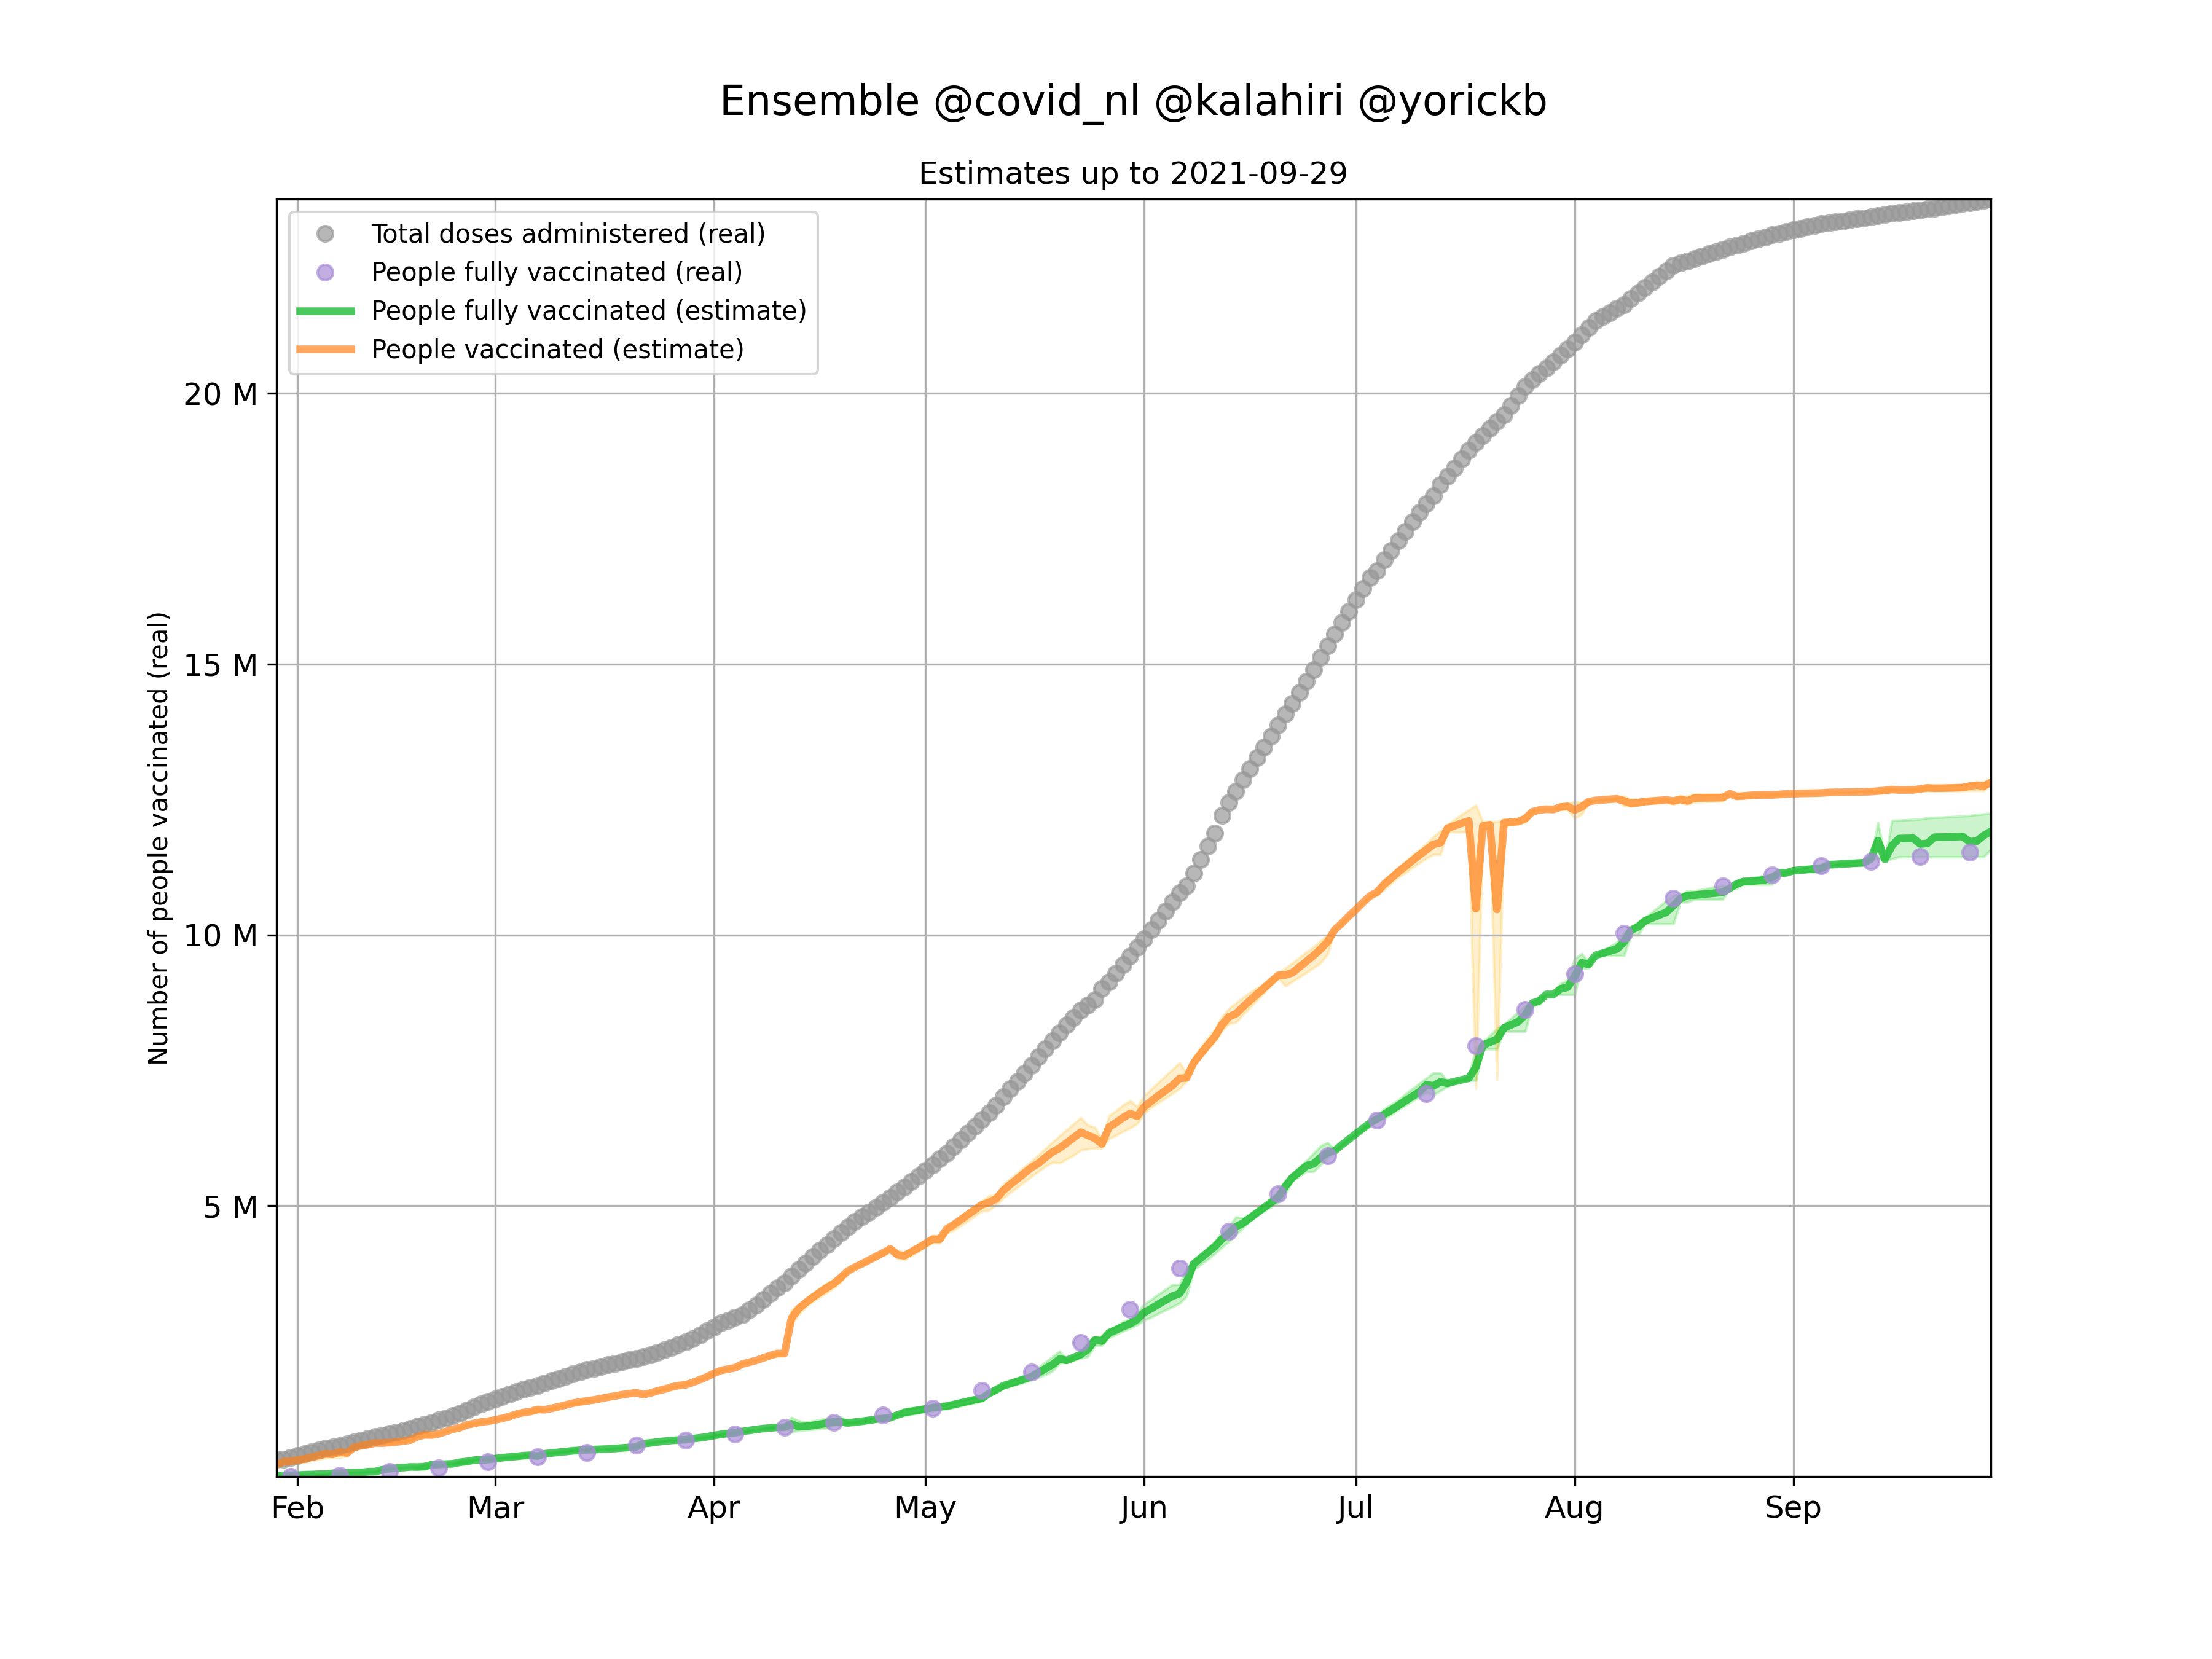 Ensemble @covid_nl @kalahiri @yorickb
Estimates up to 2021-09-29
Total doses administered (real)
People fully vaccinated (real)
People fully vaccinated (estimate)
People vaccinated (estimate)
Number of people vaccinated (real)
20 M
15 M
10 M
5 M
Feb Mar Apr May Jun Jul Aug Sep